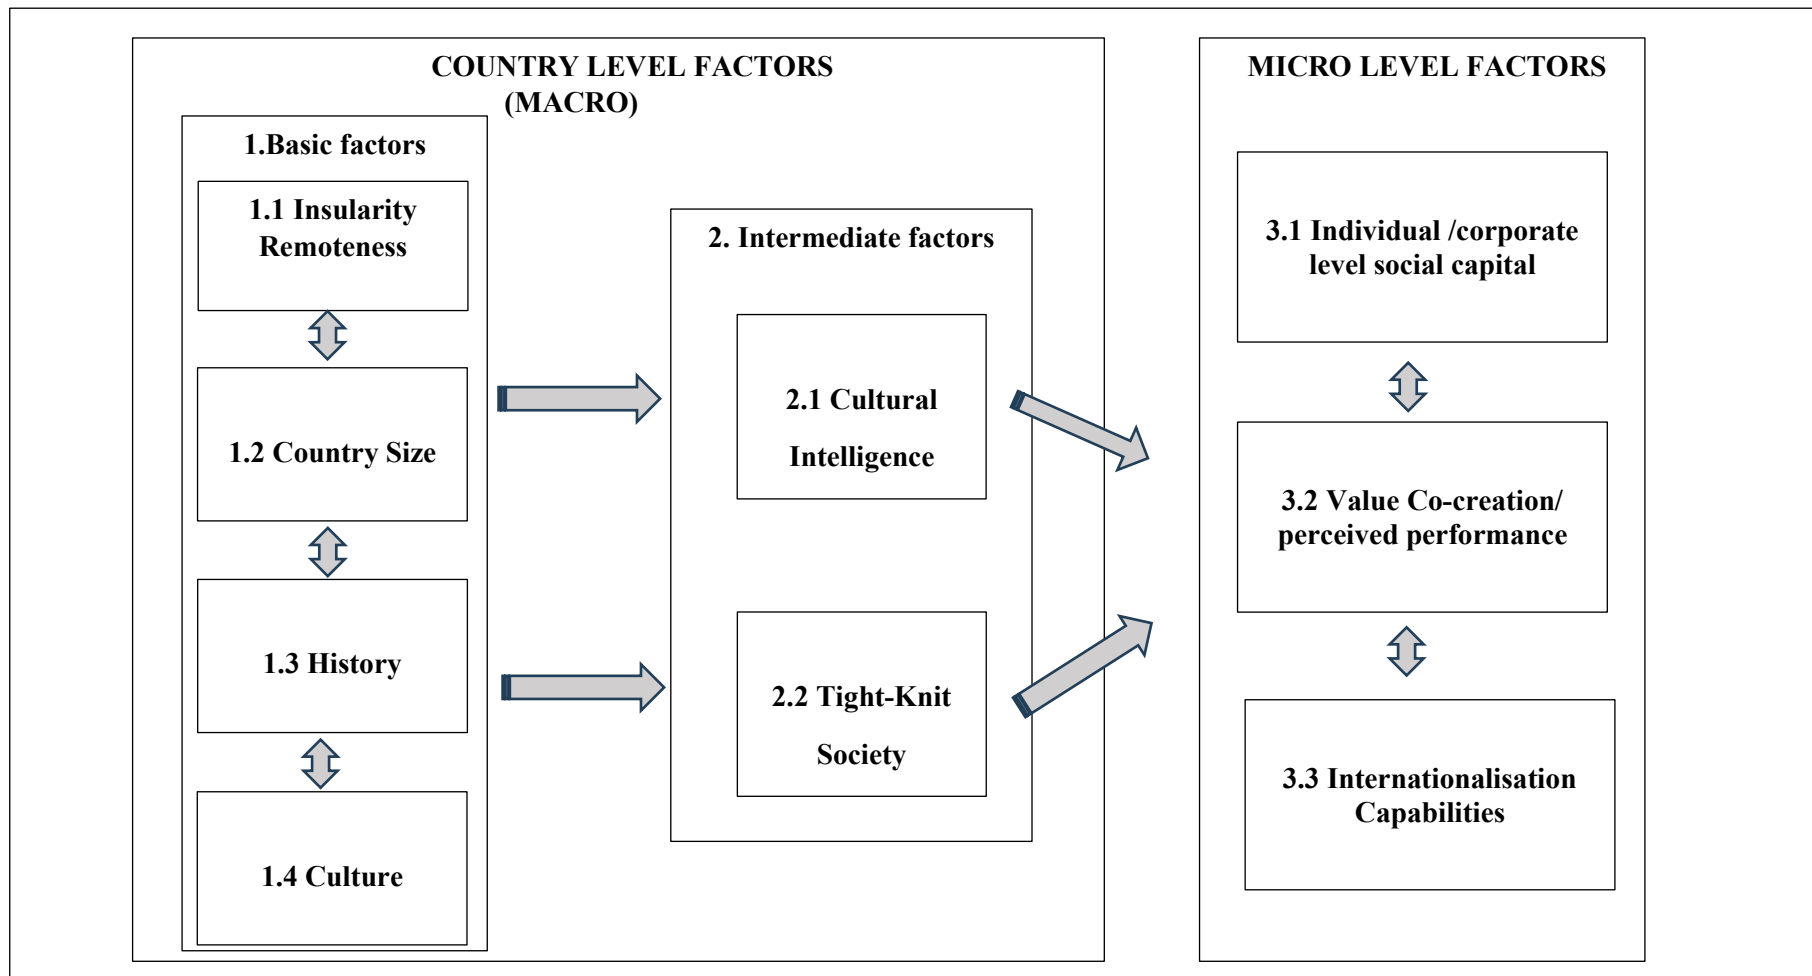 COUNTRY LEVEL FACTORS
(MACRO)
1.Basic factors
1.1 Insularity
Remoteness
1.2 Country Size
1.3 History
1.4 Culture
2. Intermediate factors
2.1 Cultural
Intelligence
2.2 Tight-Knit
Society
MICRO LEVEL FACTORS
3.1 Individual /corporate
level social capital
3.2 Value Co-creation/
perceived performance
3.3 Internationalisation
Capabilities